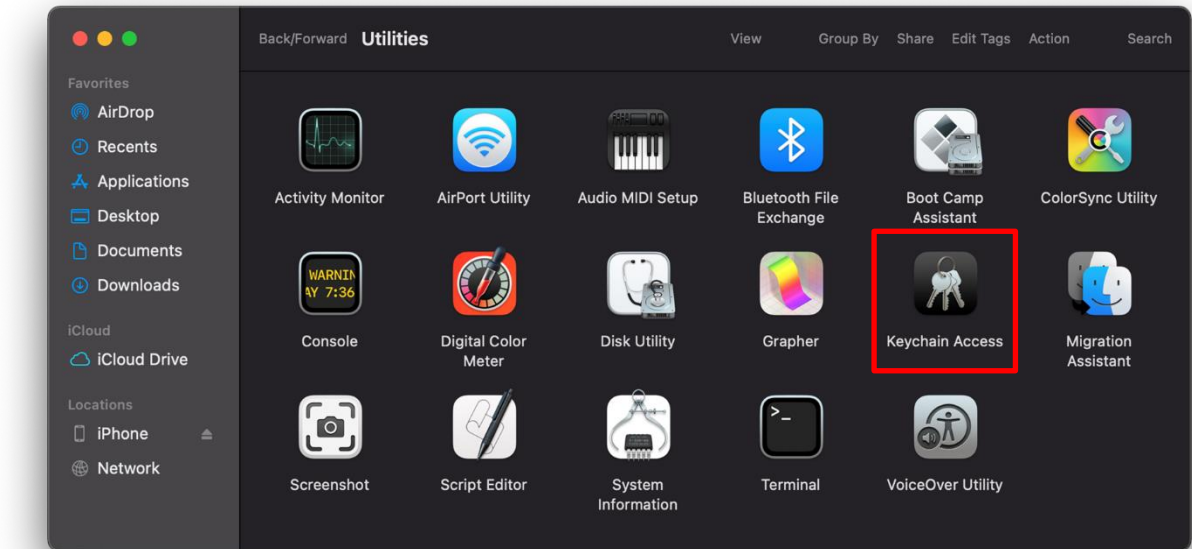 Back/Forward Utilities View Group By Share Edit Tags Action Search
Favorites
AirDrop
Recents
Applications
Desktop
Documents
Downloads
iCloud
iCloud Drive
Locations
iPhone
Network
Activity Monitor
AirPort Utility
Audio MIDI Setup
Bluetooth File
Exchange
Boot Camp
Assistant
ColorSync Utility
WARNIN
AY 7:36
Console
Digital Color
Meter
Disk Utility
Grapher
Keychain Access
Migration
Assistant
Screenshot
Script Editor
System
Information
>_
Terminal
VoiceOver Utility